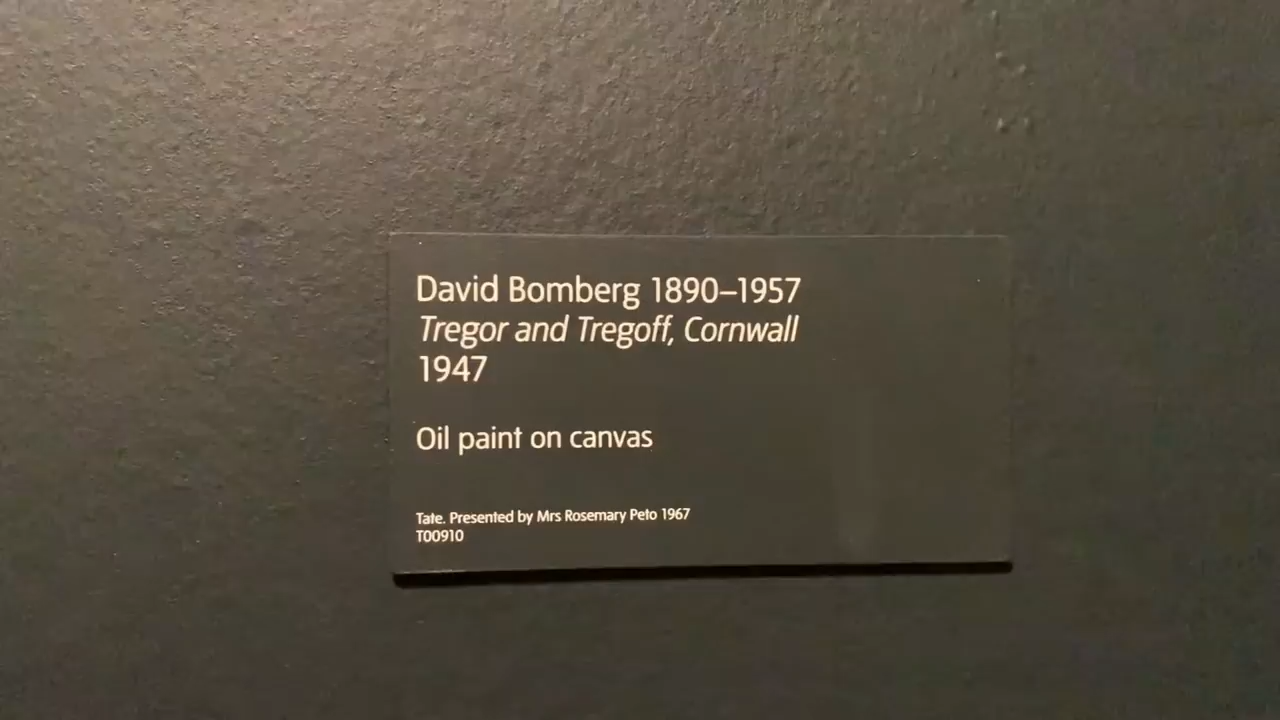 David Bomberg 1890–1957
Tregor and Tregoff, Cornwall
1947
Oil paint on canvas
Tate. Presented by Mrs Rosemary Peto 1967
T00910